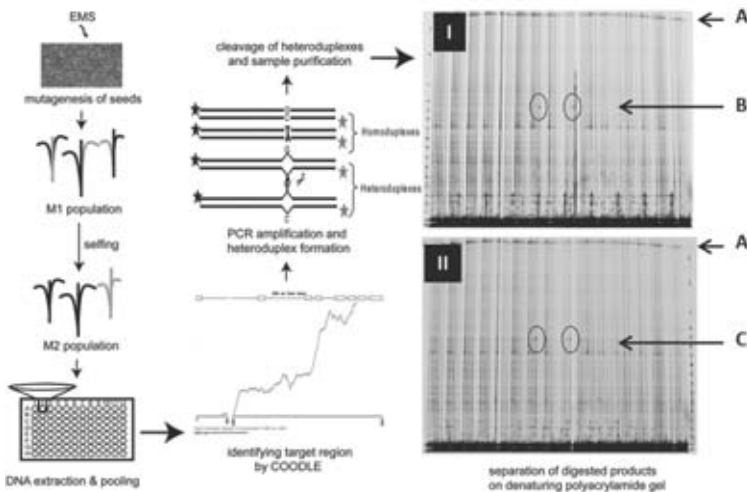 EMS
mutagenesis of seeds
M1 population
selfing
M2 population
DNA extraction & pooling
cleavage of heteroduplexes
and sample purification
Homoduplexes
Heteroduplexes
PCR amplification and
heteroduplex formation
identifying target region
by COODLE
I
A
B
II
A
C
separation of digested products
on denaturing polyacrylamide gel